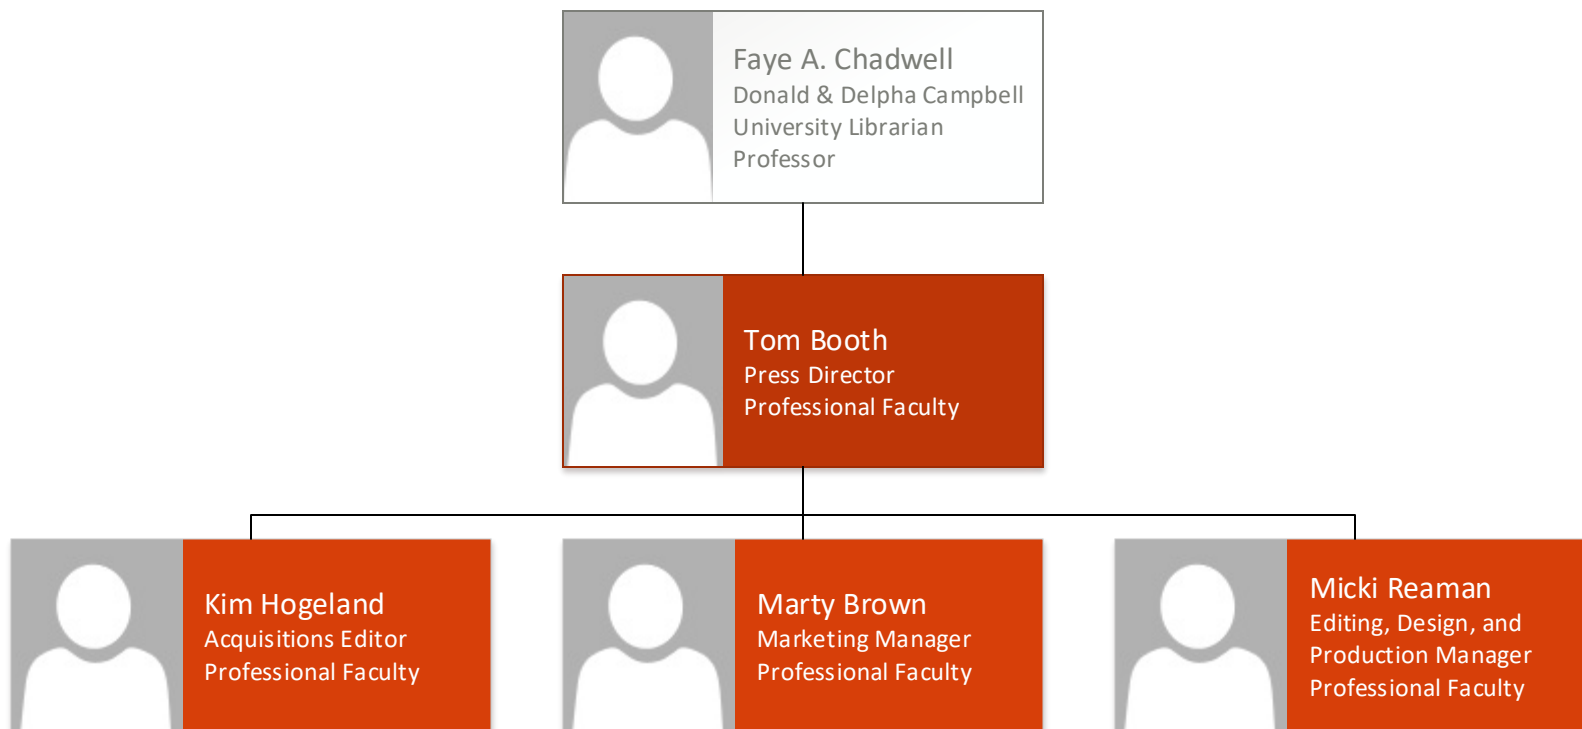 Faye A. Chadwell
Donald & Delpha Campbell
University Librarian
Professor
Tom Booth
Press Director
Professional Faculty
Kim Hogeland
Acquisitions Editor
Professional Faculty
Marty Brown
Marketing Manager
Professional Faculty
Micki Reaman
Editing, Design, and
Production Manager
Professional Faculty